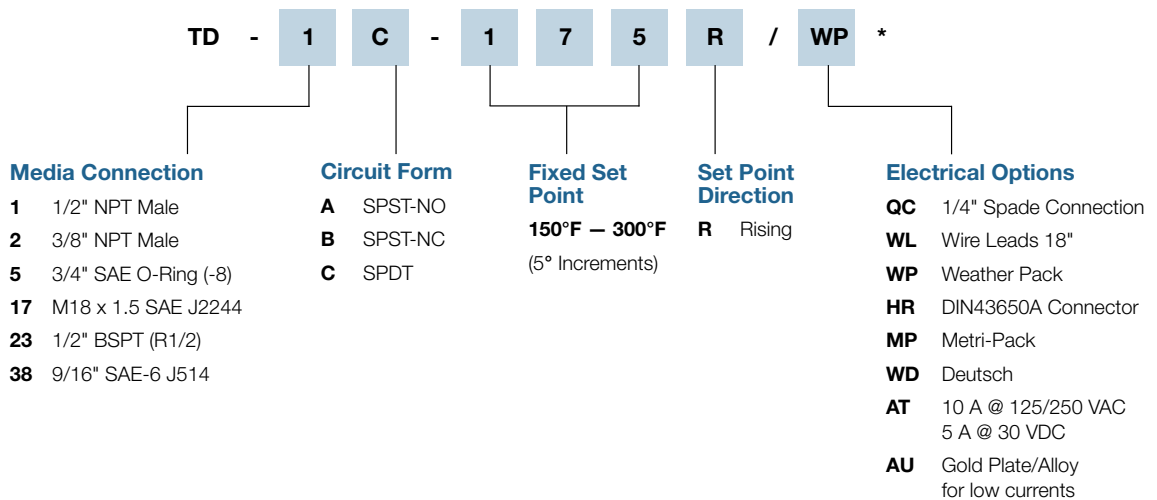 TD - 1 C - 1 7 5 R / WP *
Media Connection
1 1/2" NPT Male
2 3/8" NPT Male
5 3/4" SAE O-Ring (-8)
17 M18 x 1.5 SAE J2244
23 1/2" BSPT (R1/2)
38 9/16" SAE-6 J514
Circuit Form
A SPST-NO
B SPST-NC
C SPDT
Fixed Set
Point
150°F — 300°F
(5° Increments)
Set Point
Direction
R Rising
Electrical Options
QC 1/4" Spade Connection
WL Wire Leads 18"
WP Weather Pack
HR DIN43650A Connector
MP Metri-Pack
WD Deutsch
AT 10 A @ 125/250 VAC
5 A @ 30 VDC
AU Gold Plate/Alloy
for low currents